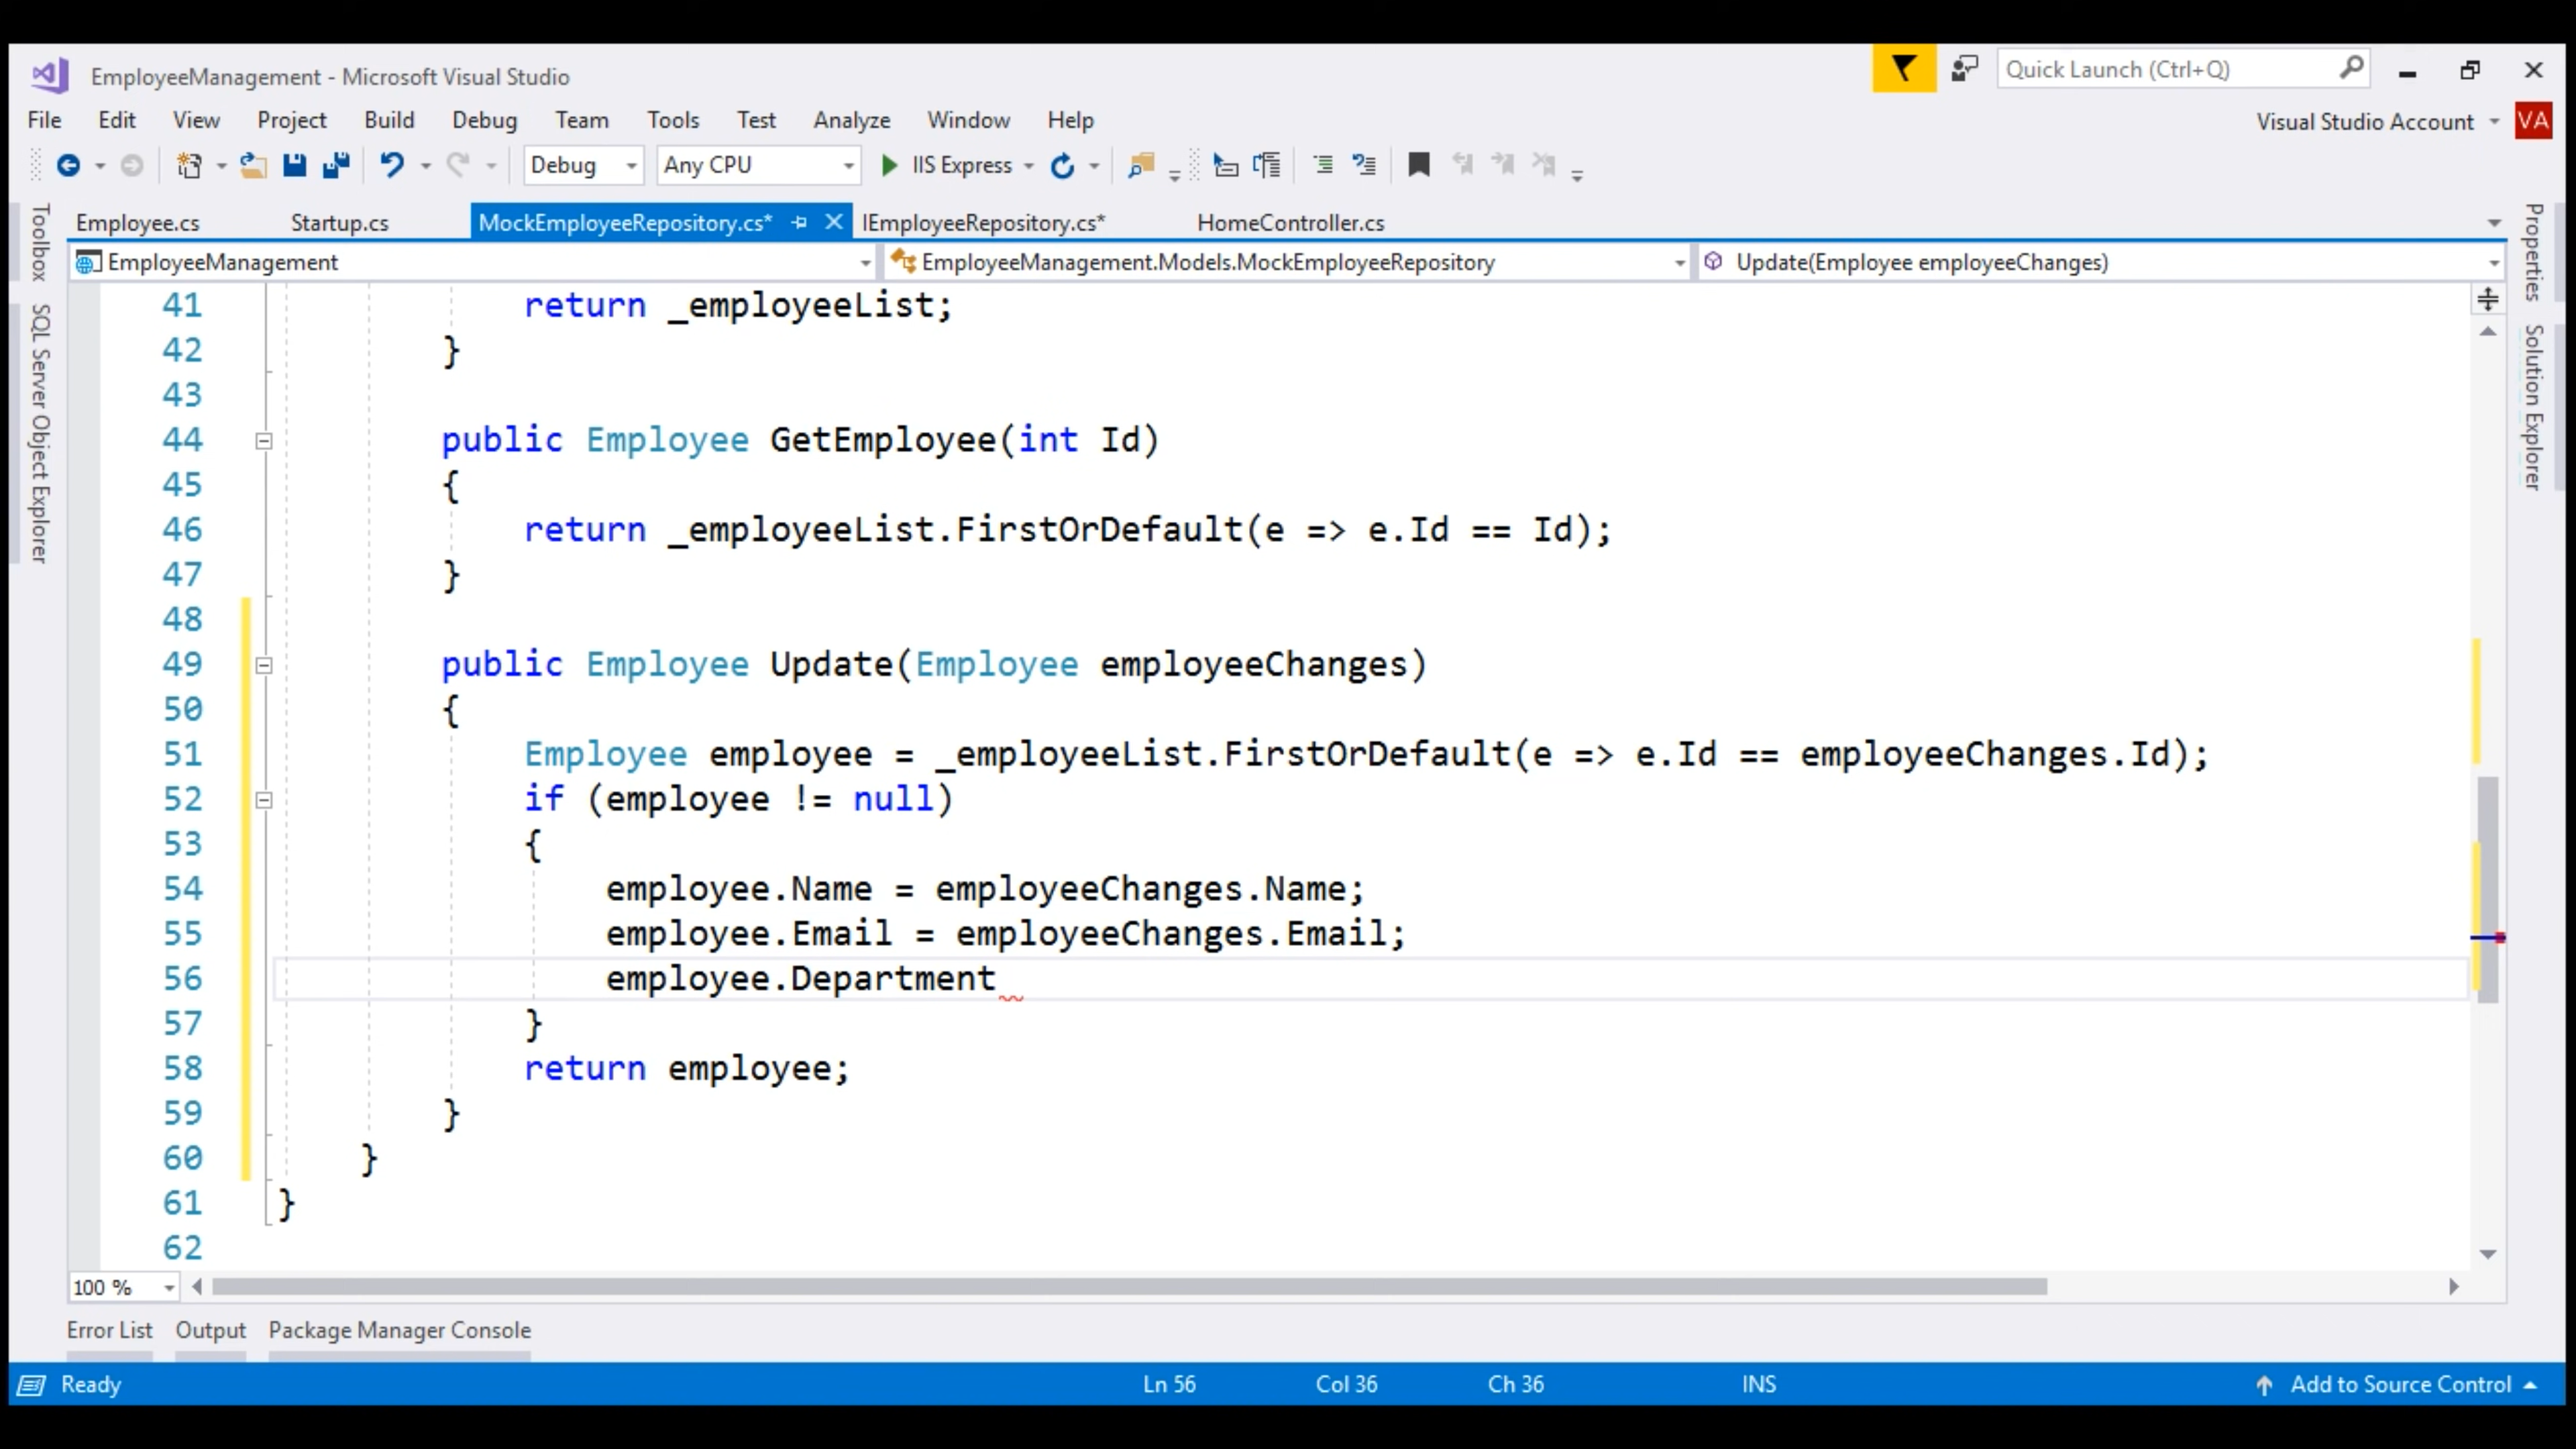 EmployeeManagement - Microsoft Visual Studio
Quick Launch (Ctrl+Q)
File Edit View Project Build Debug Team Tools Test Analyze Window Help
Visual Studio Account VA
Debug Any CPU IIS Express
Employee.cs Startup.cs MockEmployeeRepository.cs* IEmployeeRepository.cs* HomeController.cs
EmployeeManagement EmployeeManagement.Models.MockEmployeeRepository Update(Employee employeeChanges)
Toolbox
SQL Server Object Explorer
Properties
Solution Explorer
41 return _employeeList;
42 }
43
44 public Employee GetEmployee(int Id)
45 {
46 return _employeeList.FirstOrDefault(e => e.Id == Id);
47 }
48
49 public Employee Update(Employee employeeChanges)
50 {
51 Employee employee = _employeeList.FirstOrDefault(e => e.Id == employeeChanges.Id);
52 if (employee != null)
53 {
54 employee.Name = employeeChanges.Name;
55 employee.Email = employeeChanges.Email;
56 employee.Department
57 }
58 return employee;
59 }
60 }
61 }
62
100 %
Error List Output Package Manager Console
Ready Ln 56 Col 36 Ch 36 INS Add to Source Control